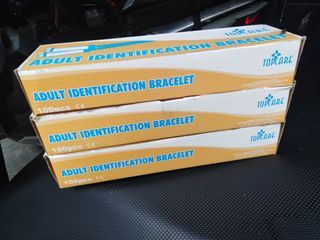 ADULT IDENTIFICATION BRACELET
TOPCARE
ADULT IDENTIFICATION BRACELET
100pcs CE
TOPCARE
ADULT IDENTIFICATION BRACELET
100pcs CE
TOPCARE
ADULT IDENTIFICATION BRACELET
100pcs CE